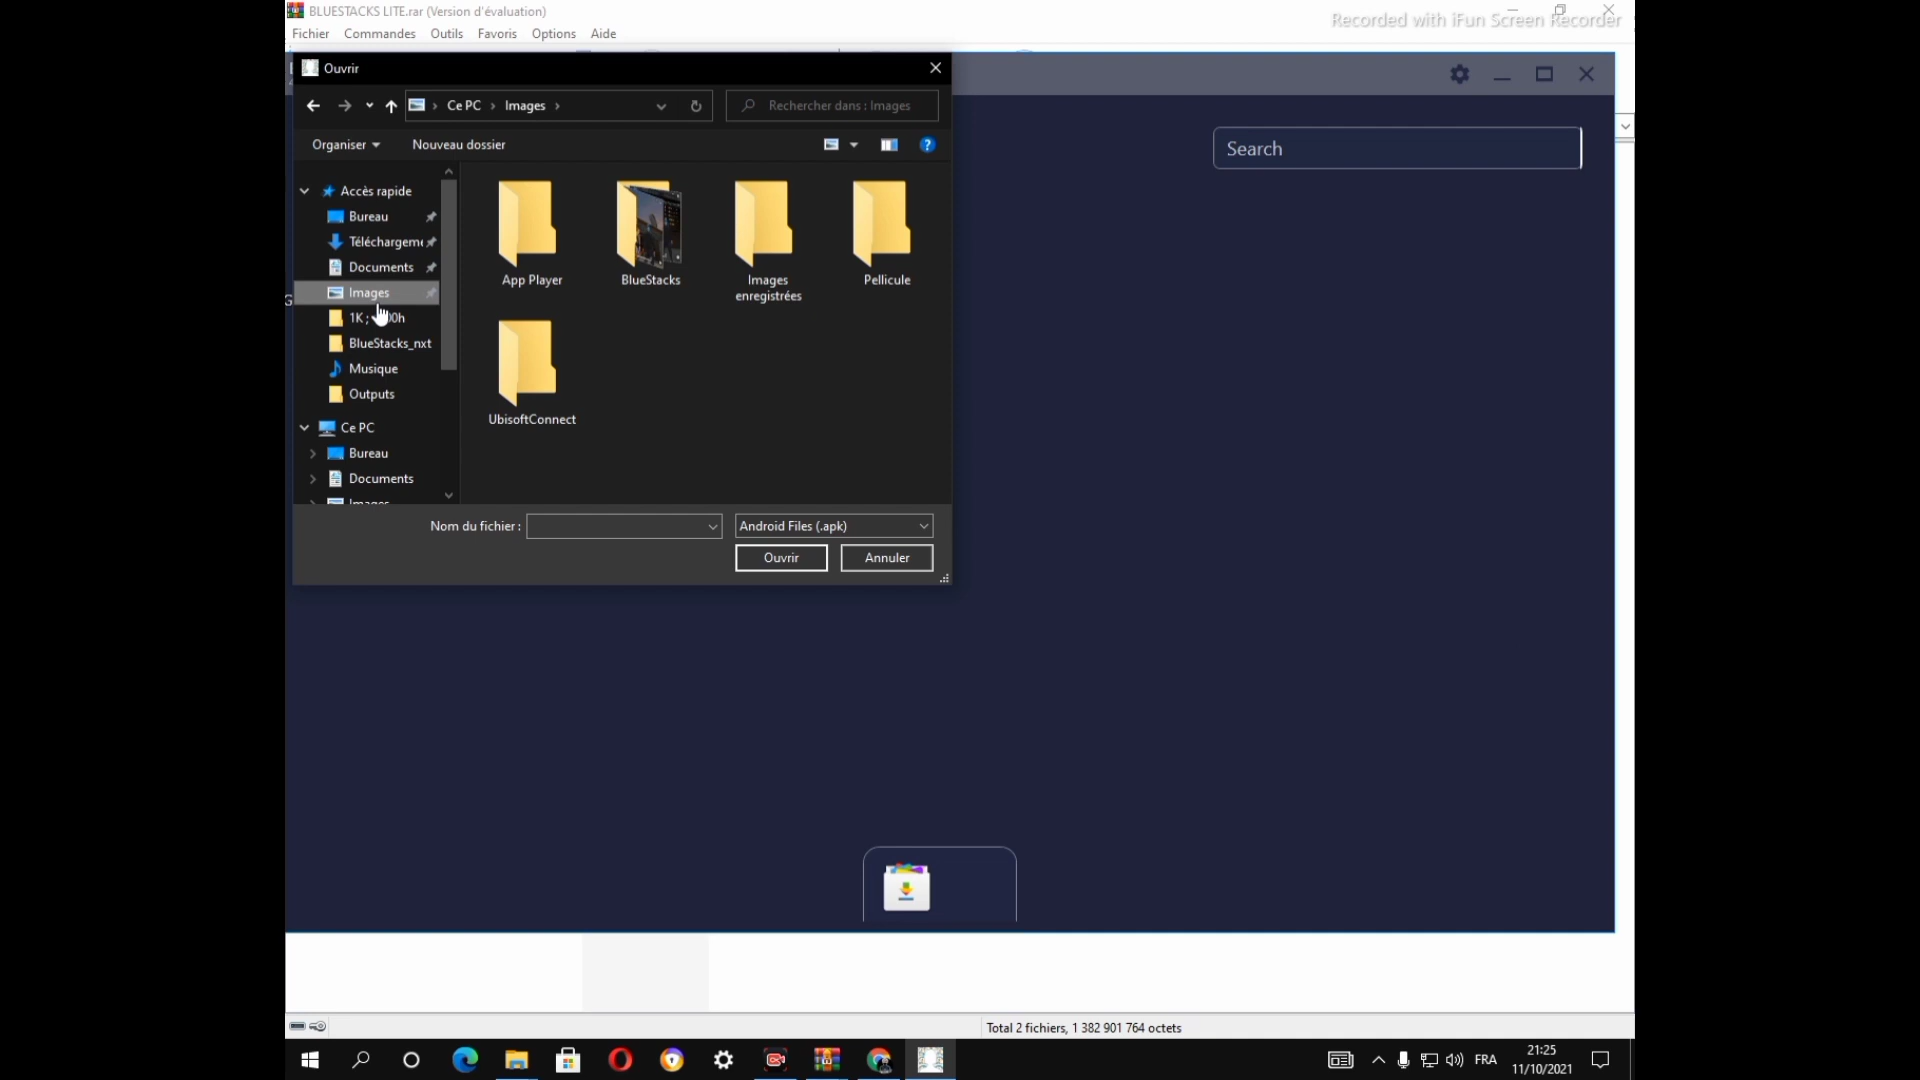 BLUESTACKS LITE.rar (Version d'évaluation)
Recorded with iFun Screen Recorder
Fichier Commandes Outils Favoris Options Aide
Ouvrir
Ce PC > Images >
Rechercher dans : Images
Organiser
Nouveau dossier
Search
Accès rapide
Bureau
Téléchargem
Documents
Images
BlueStacks_nxt
Musique
Outputs
Ce PC
Bureau
Documents
Images
App Player
BlueStacks
Images
enregistrées
Pellicule
UbisoftConnect
Nom du fichier :
Android Files (.apk)
Ouvrir
Annuler
Total 2 fichiers, 1 382 901 764 octets
FRA
21:25
11/10/2021